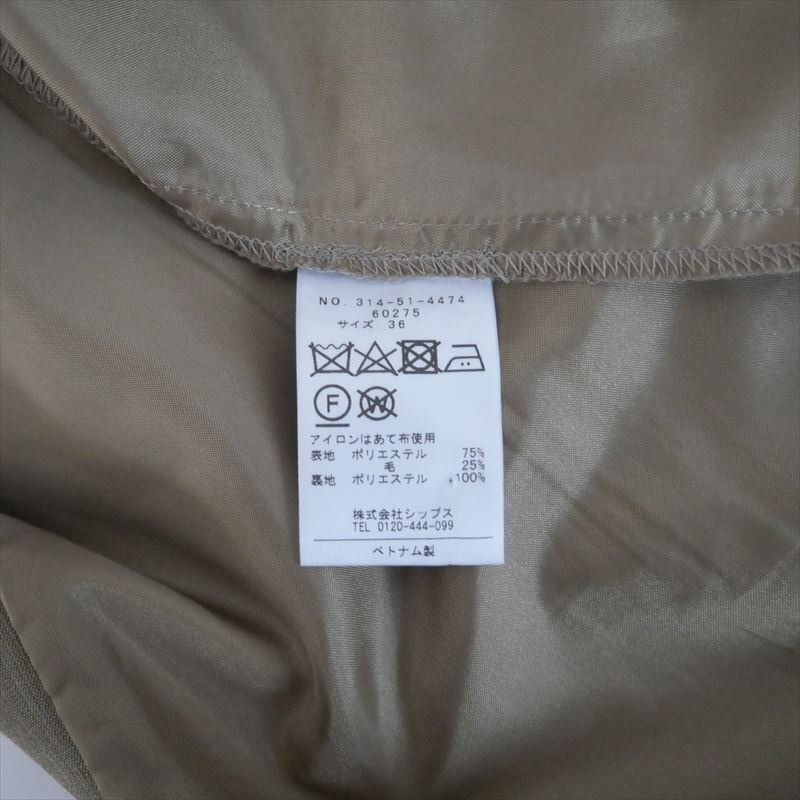 NO. 314-51-4474
60275
サイズ 36
F W
アイロンはあて布使用
表地 ポリエステル 75%
毛 25%
裏地 ポリエステル 100%
株式会社シップス
TEL 0120-444-099
ベトナム製